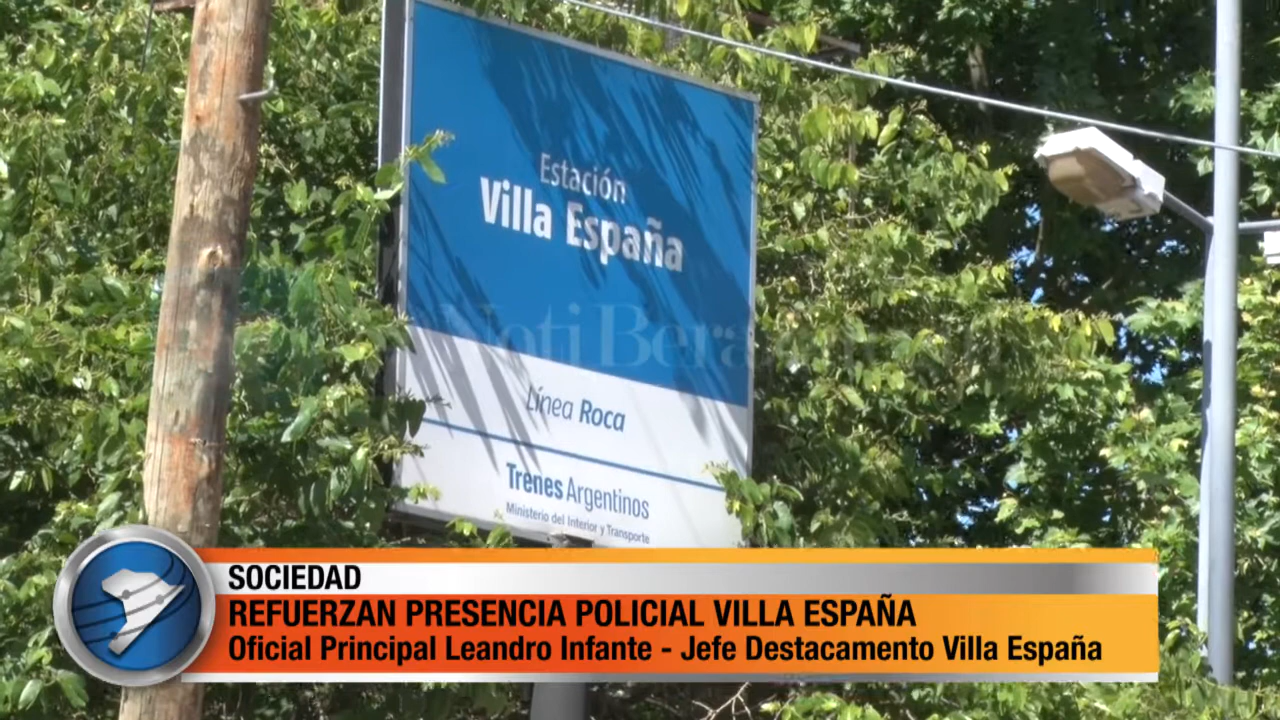 Estación
Villa España
Línea Roca
Trenes Argentinos
Ministerio del Interior y Transporte
SOCIEDAD
REFUERZAN PRESENCIA POLICIAL VILLA ESPAÑA
Oficial Principal Leandro Infante - Jefe Destacamento Villa España